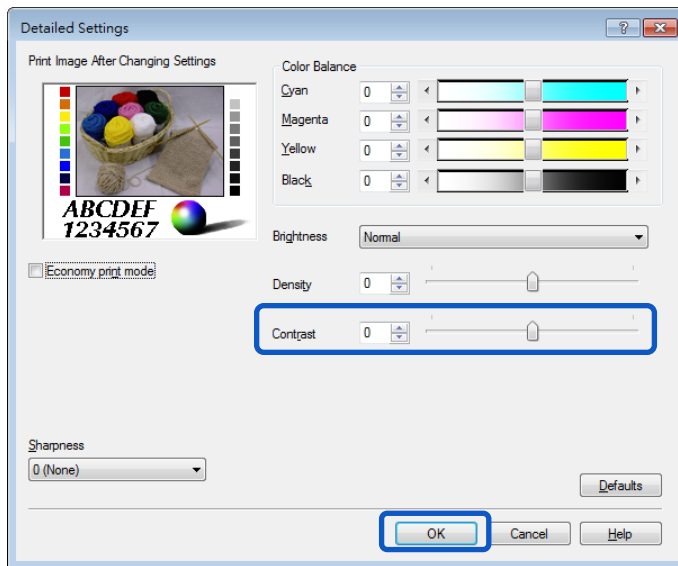 Detailed Settings
Print Image After Changing Settings
ABCDEF
1234567
Economy print mode
Sharpness
0 (None)
Color Balance
Cyan 0
Magenta 0
Yellow 0
Black 0
Brightness Normal
Density 0
Contrast 0
Defaults
OK Cancel Help